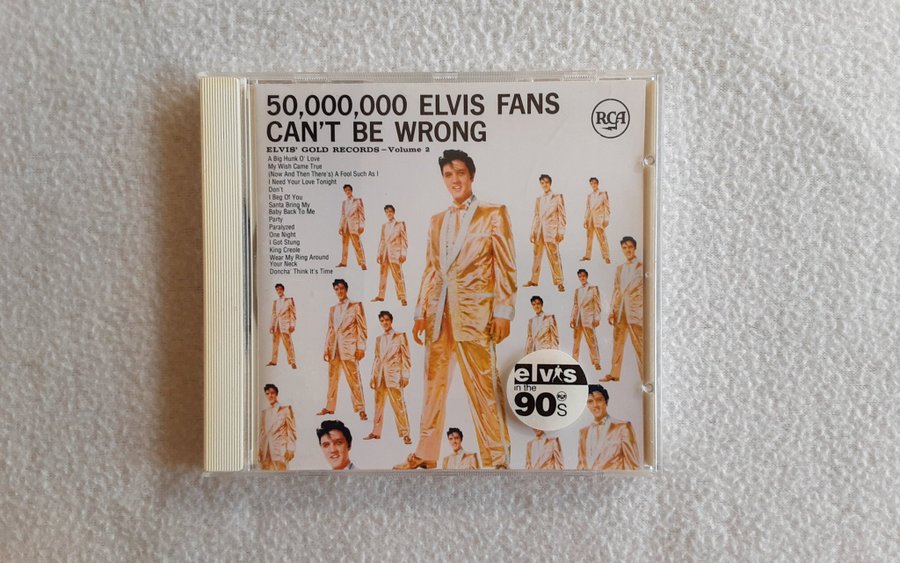 50,000,000 ELVIS FANS
CAN'T BE WRONG
ELVIS' GOLD RECORDS—Volume 2
RCA
A Big Hunk O' Love
My Wish Came True
(Now And Then There's) A Fool Such As I
I Need Your Love Tonight
Don't
I Beg Of You
Santa Bring My
Baby Back To Me
Party
Paralyzed
One Night
I Got Stung
King Creole
Wear My Ring Around
Your Neck
Doncha' Think It's Time
elvis
in the
90s